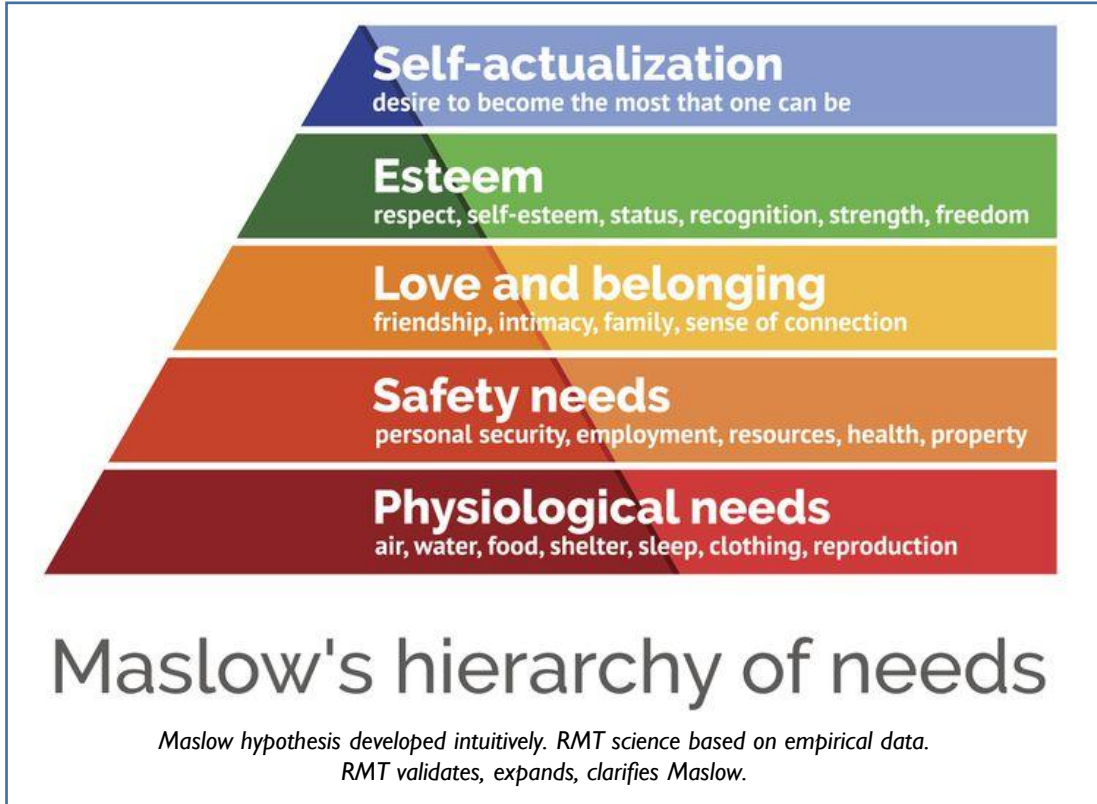 Self-actualization
desire to become the most that one can be
Esteem
respect, self-esteem, status, recognition, strength, freedom
Love and belonging
friendship, intimacy, family, sense of connection
Safety needs
personal security, employment, resources, health, property
Physiological needs
air, water, food, shelter, sleep, clothing, reproduction
Maslow's hierarchy of needs
Maslow hypothesis developed intuitively. RMT science based on empirical data.
RMT validates, expands, clarifies Maslow.